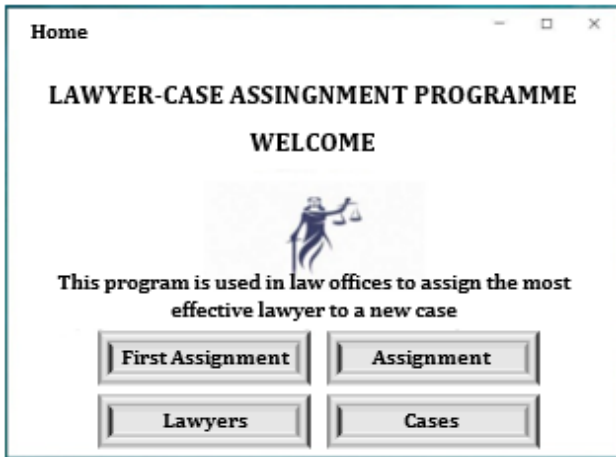 Home
LAWYER-CASE ASSINGNMENT PROGRAMME
WELCOME
This program is used in law offices to assign the most
effective lawyer to a new case
First Assignment
Assignment
Lawyers
Cases